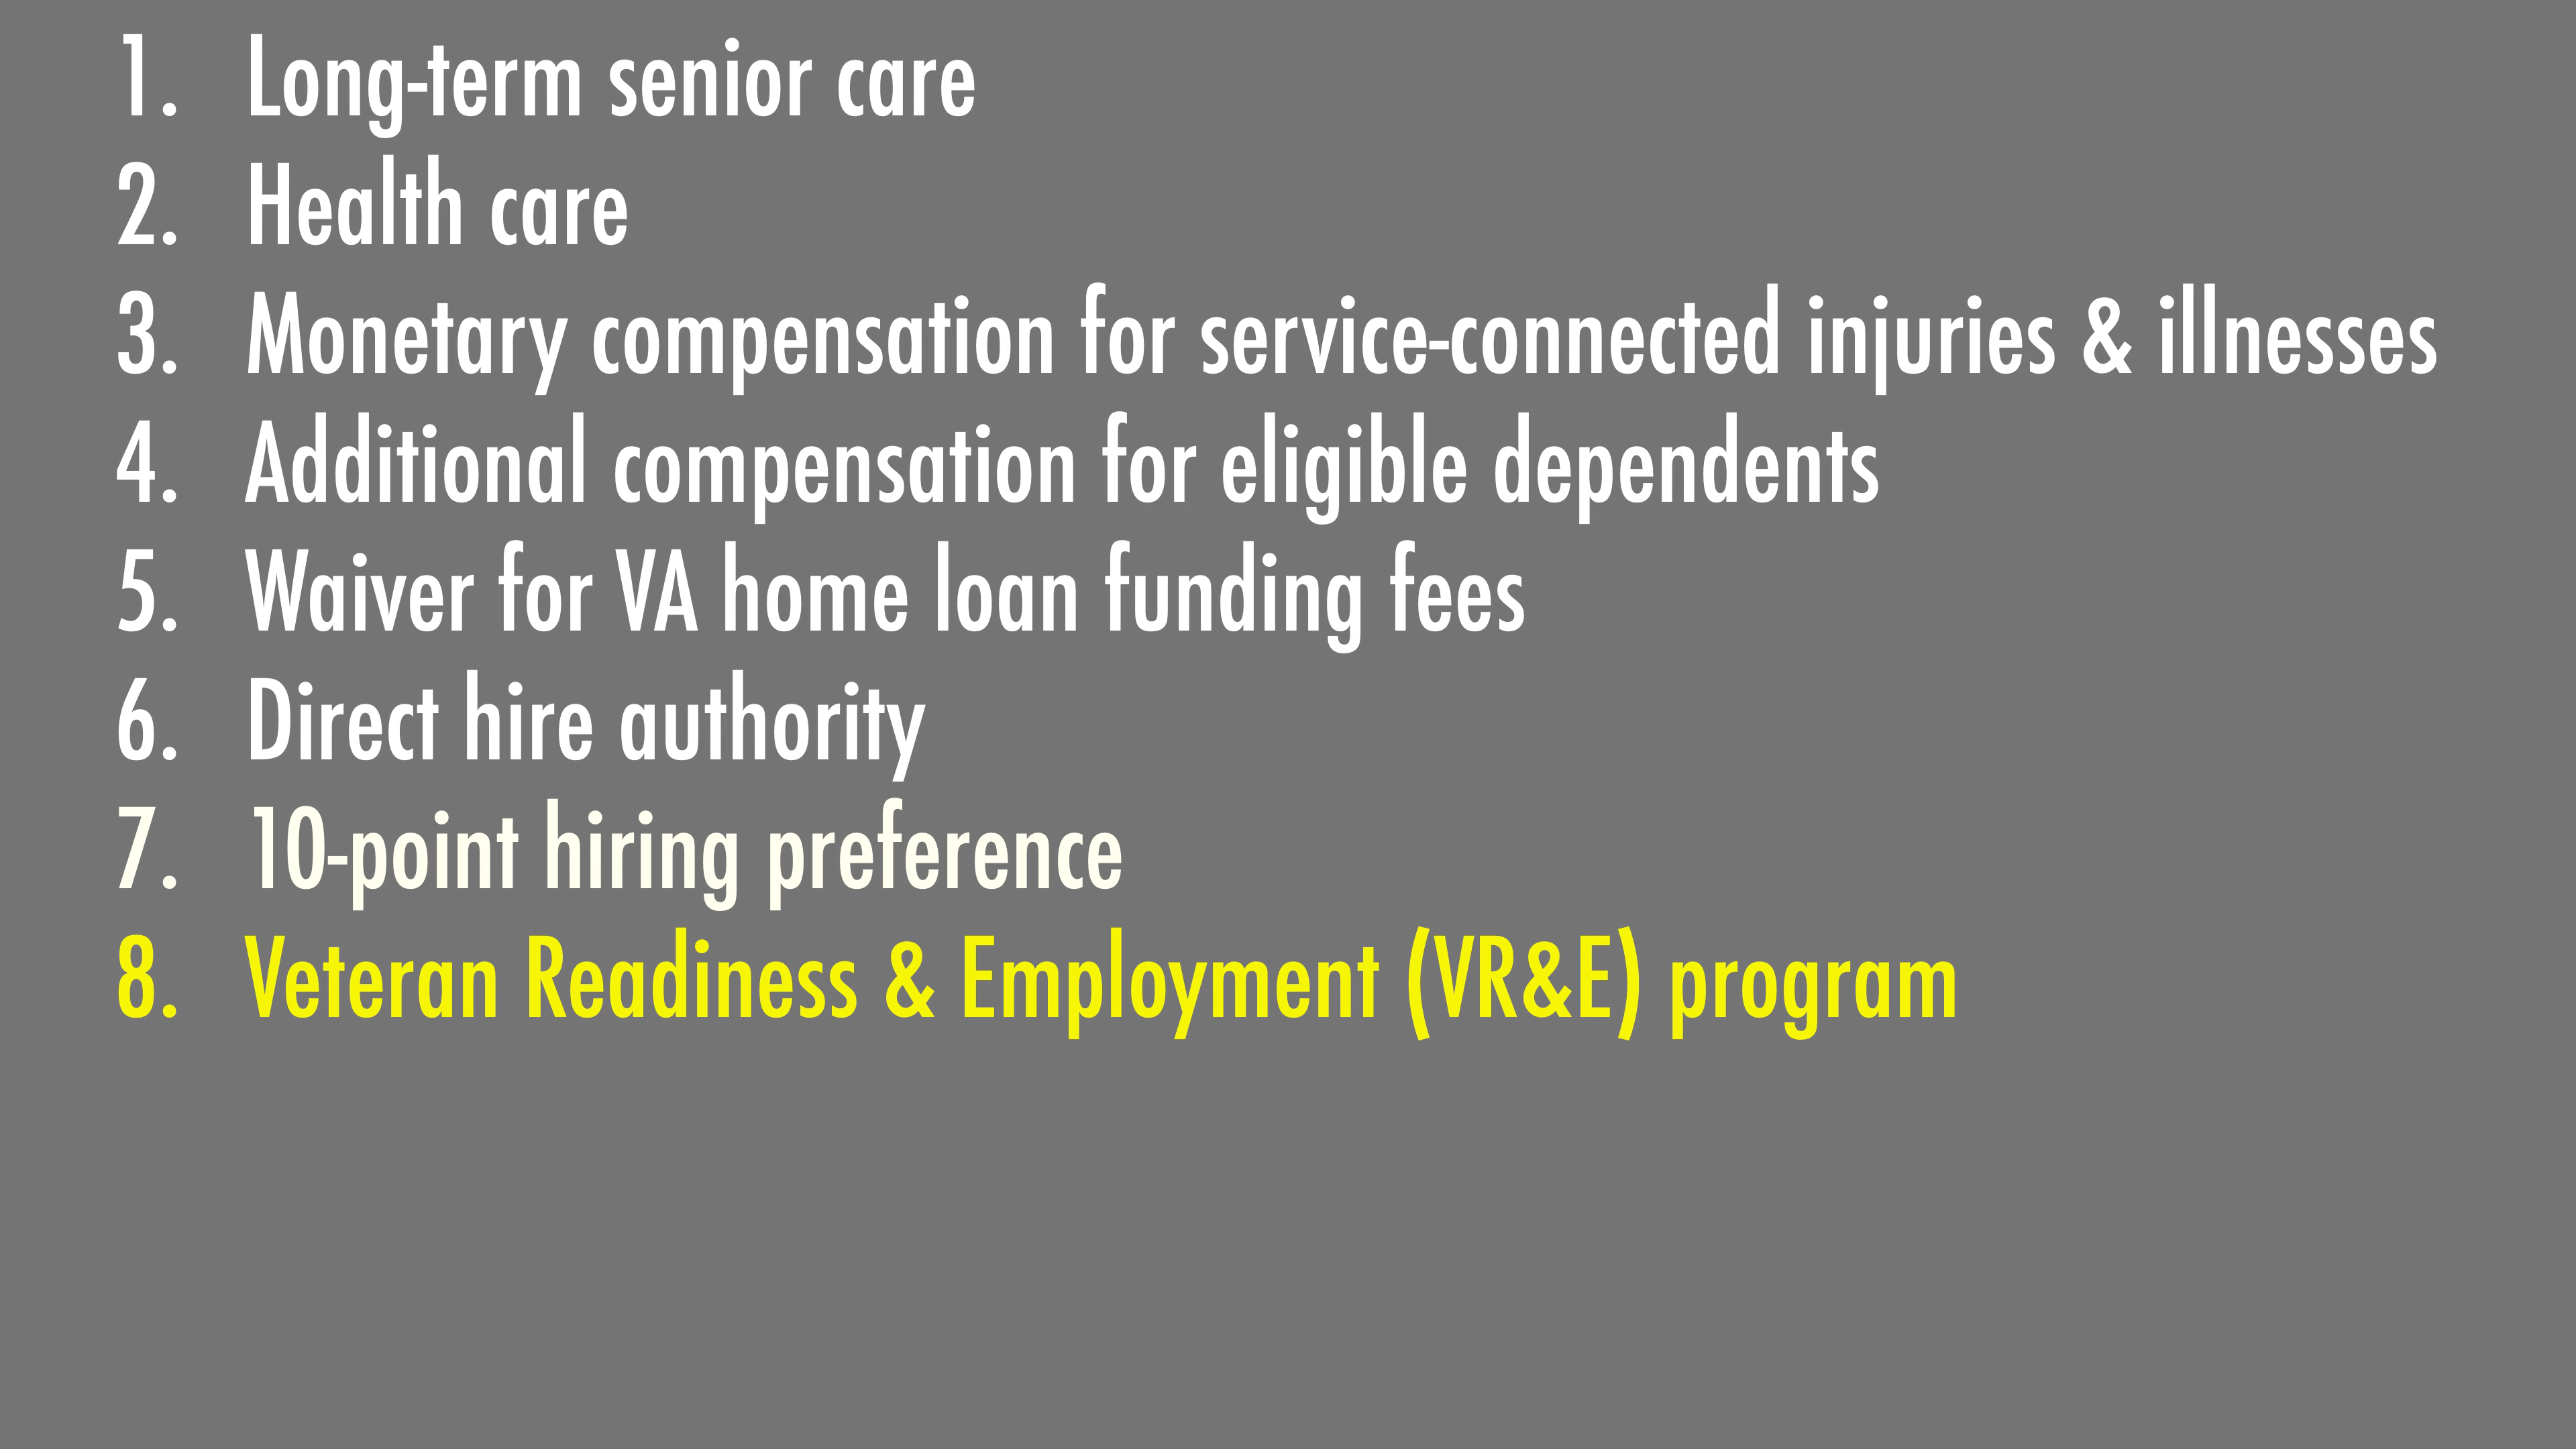 1. Long-term senior care
2. Health care
3. Monetary compensation for service-connected injuries & illnesses
4. Additional compensation for eligible dependents
5. Waiver for VA home loan funding fees
6. Direct hire authority
7. 10-point hiring preference
8. Veteran Readiness & Employment (VR&E) program